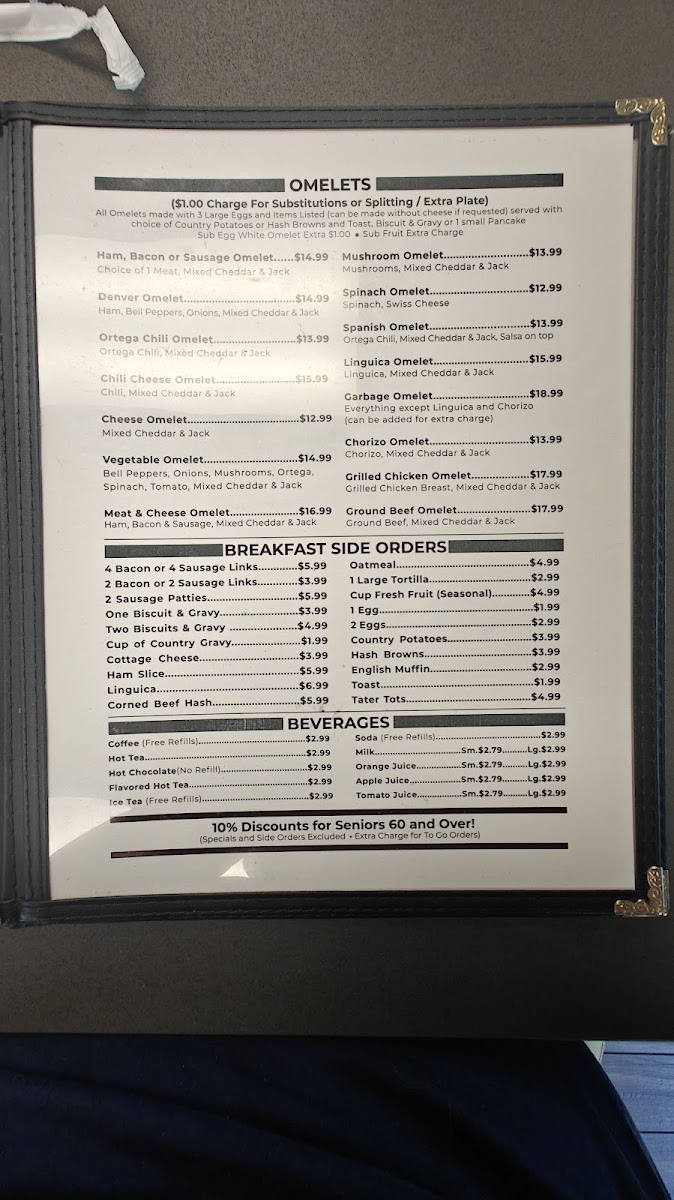 OMELETS
($1.00 Charge For Substitutions or Splitting / Extra Plate)
All Omelets made with 3 Large Eggs and Items Listed (can be made without cheese if requested) served with
choice of Country Potatoes or Hash Browns and Toast, Biscuit & Gravy or 1 small Pancake
Sub Egg White Omelet Extra $1.00 • Sub Fruit Extra Charge
Ham, Bacon or Sausage Omelet......$14.99
Choice of 1 Meat, Mixed Cheddar & Jack
Denver Omelet..............................$14.99
Ham, Bell Peppers, Onions, Mixed Cheddar & Jack
Ortega Chili Omelet......................$13.99
Ortega Chili, Mixed Cheddar & Jack
Chili Cheese Omelet.....................$15.99
Chili, Mixed Cheddar & Jack
Cheese Omelet..............................$12.99
Mixed Cheddar & Jack
Vegetable Omelet.........................$14.99
Bell Peppers, Onions, Mushrooms, Ortega,
Spinach, Tomato, Mixed Cheddar & Jack
Meat & Cheese Omelet..................$16.99
Ham, Bacon & Sausage, Mixed Cheddar & Jack
Mushroom Omelet.......................$13.99
Mushrooms, Mixed Cheddar & Jack
Spinach Omelet...........................$12.99
Spinach, Swiss Cheese
Spanish Omelet...........................$13.99
Ortega Chili, Mixed Cheddar & Jack, Salsa on top
Linguica Omelet..........................$15.99
Linguica, Mixed Cheddar & Jack
Garbage Omelet..........................$18.99
Everything except Linguica and Chorizo
(can be added for extra charge)
Chorizo Omelet...........................$13.99
Chorizo, Mixed Cheddar & Jack
Grilled Chicken Omelet...............$17.99
Grilled Chicken Breast, Mixed Cheddar & Jack
Ground Beef Omelet...................$17.99
Ground Beef, Mixed Cheddar & Jack
BREAKFAST SIDE ORDERS
4 Bacon or 4 Sausage Links............$5.99
2 Bacon or 2 Sausage Links............$3.99
2 Sausage Patties...........................$5.99
One Biscuit & Gravy........................$3.99
Two Biscuits & Gravy .....................$4.99
Cup of Country Gravy.....................$1.99
Cottage Cheese..............................$3.99
Ham Slice.......................................$5.99
Linguica.........................................$6.99
Corned Beef Hash..........................$5.99
Oatmeal.........................................$4.99
1 Large Tortilla...............................$2.99
Cup Fresh Fruit (Seasonal)............$4.99
1 Egg..............................................$1.99
2 Eggs............................................$2.99
Country Potatoes..........................$3.99
Hash Browns.................................$3.99
English Muffin...............................$2.99
Toast..............................................$1.99
Tater Tots......................................$4.99
BEVERAGES
Coffee (Free Refills)..............................$2.99
Hot Tea.................................................$2.99
Hot Chocolate(No Refill)......................$2.99
Flavored Hot Tea..................................$2.99
Ice Tea (Free Refills).............................$2.99
Soda (Free Refills)...............................$2.99
Milk........................Sm.$2.79.........Lg.$2.99
Orange Juice............Sm.$2.79.........Lg.$2.99
Apple Juice..............Sm.$2.79.........Lg.$2.99
Tomato Juice............Sm.$2.79.........Lg.$2.99
10% Discounts for Seniors 60 and Over!
(Specials and Side Orders Excluded • Extra Charge for To Go Orders)